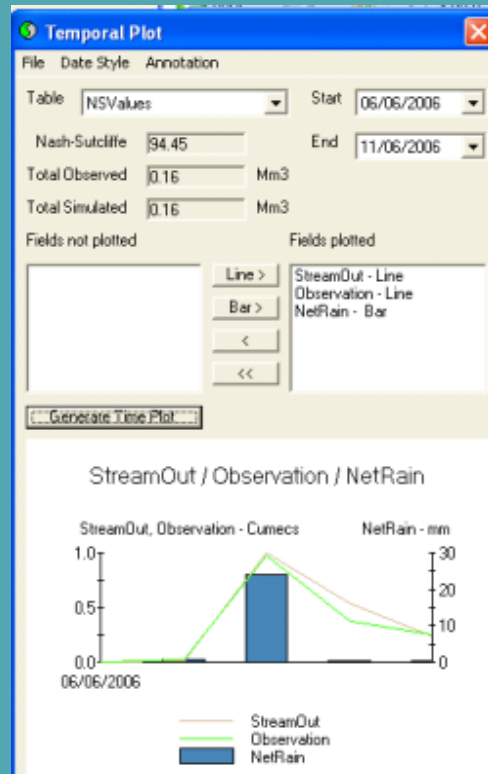 Temporal Plot
File Date Style Annotation
Table NSValues Start 06/06/2006
Nash-Sutcliffe 94.45 End 11/06/2006
Total Observed 0.16 Mm3
Total Simulated 0.16 Mm3
Fields not plotted Fields plotted
Line > StreamOut - Line
Observation - Line
Bar > NetRain - Bar
<
<<
Generate Time Plot
StreamOut / Observation / NetRain
StreamOut, Observation - Cumecs NetRain - mm
1.0 30
20
0.5
10
0.0 0
06/06/2006
StreamOut
Observation
NetRain